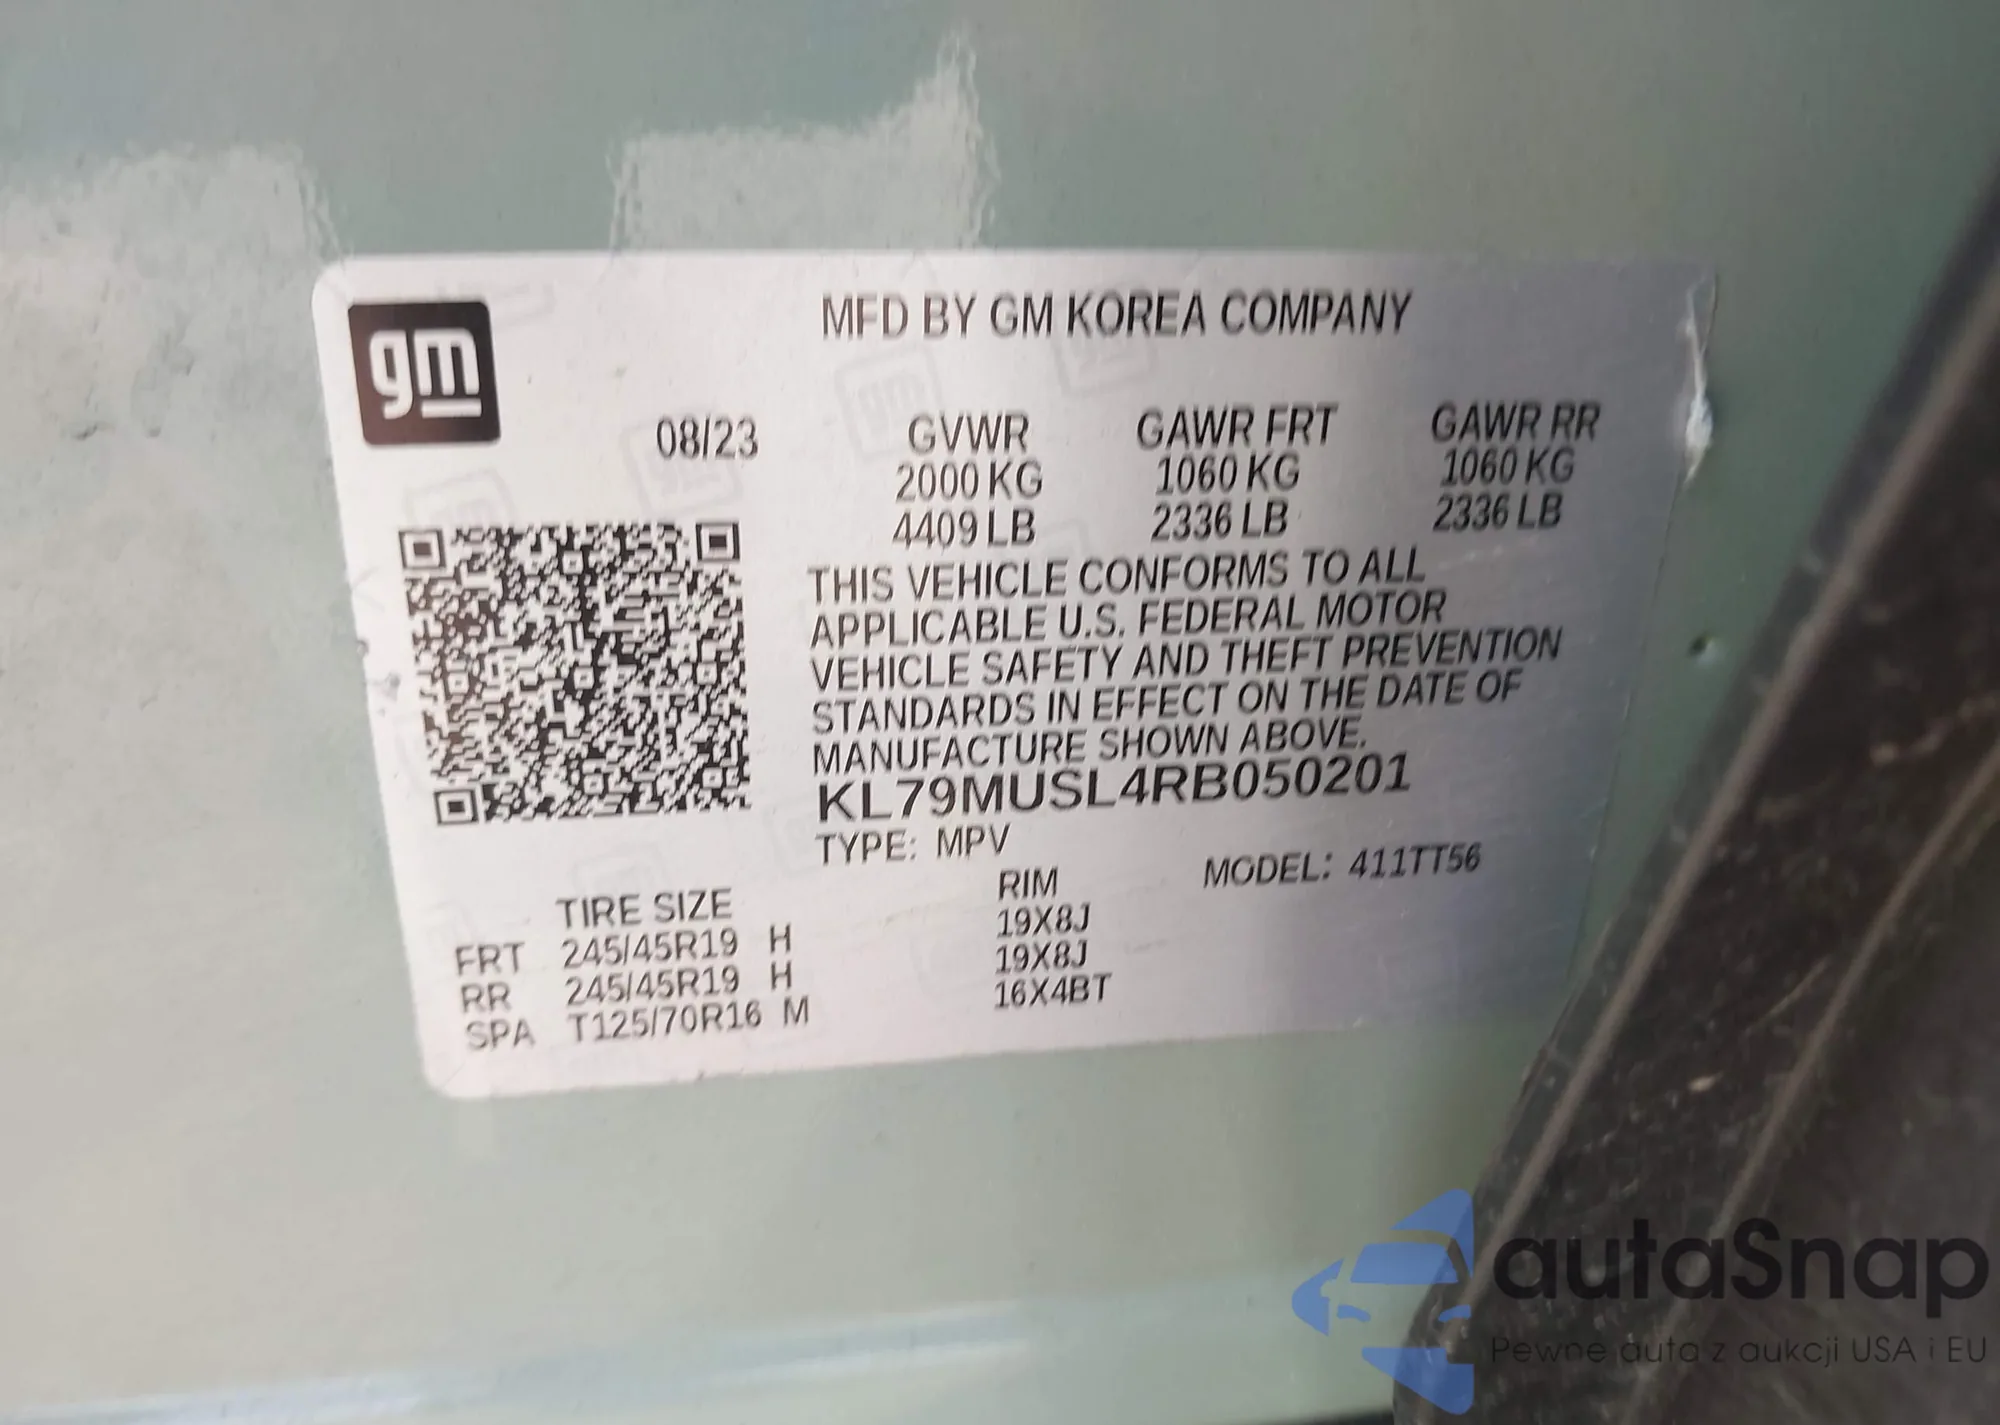 gm
MFD BY GM KOREA COMPANY
08/23
GVWR GAWR FRT GAWR RR
2000 KG 1060 KG 1060 KG
4409 LB 2336 LB 2336 LB
THIS VEHICLE CONFORMS TO ALL
APPLICABLE U.S. FEDERAL MOTOR
VEHICLE SAFETY AND THEFT PREVENTION
STANDARDS IN EFFECT ON THE DATE OF
MANUFACTURE SHOWN ABOVE.
KL79MUSL4RB050201
TYPE: MPV MODEL: 411TT56
TIRE SIZE RIM
FRT 245/45R19 H 19X8J
RR 245/45R19 H 19X8J
SPA T125/70R16 M 16X4BT
autaSnap
Pewne auta z aukcji USA i EU